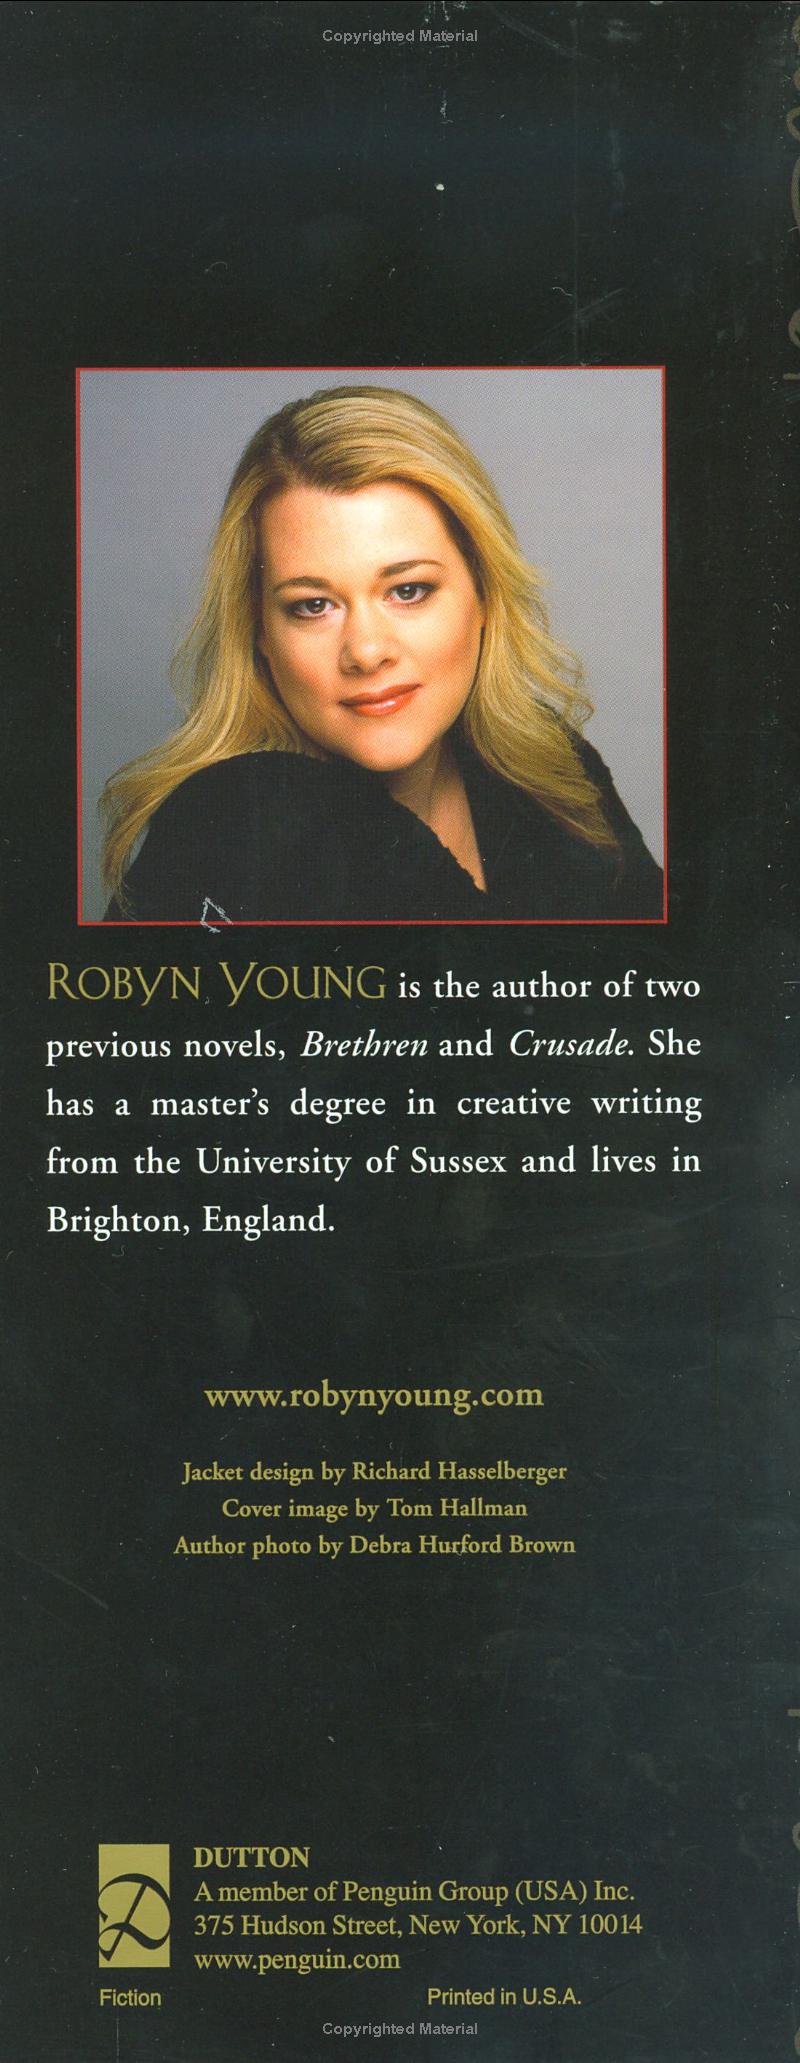 Copyrighted Material
ROBYN YOUNG is the author of two
previous novels, Brethren and Crusade. She
has a master's degree in creative writing
from the University of Sussex and lives in
Brighton, England.
www.robynyoung.com
Jacket design by Richard Hasselberger
Cover image by Tom Hallman
Author photo by Debra Hurford Brown
D
DUTTON
A member of Penguin Group (USA) Inc.
375 Hudson Street, New York, NY 10014
www.penguin.com
Fiction Printed in U.S.A.
Copyrighted Material